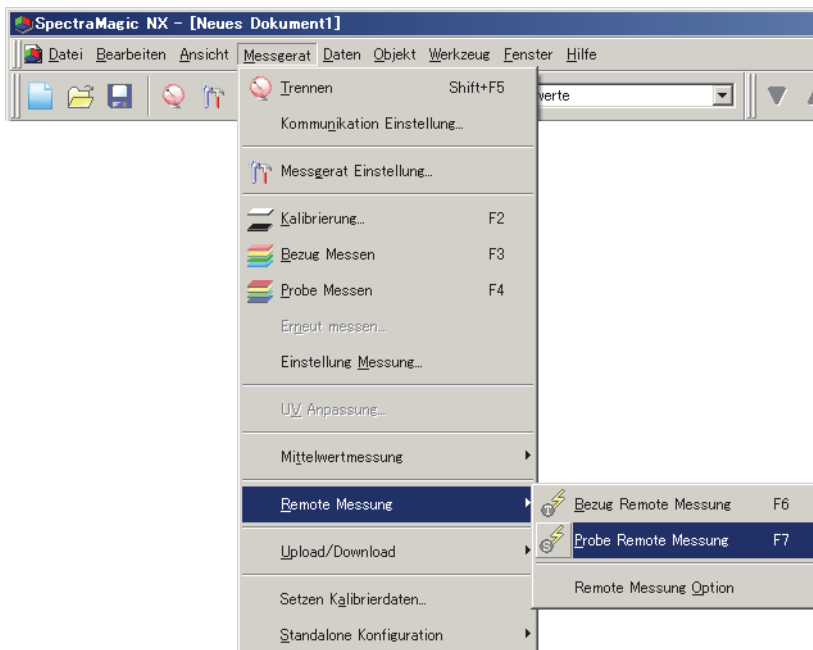 SpectraMagic NX - [Neues Dokument1]
Datei Bearbeiten Ansicht Messgerat Daten Objekt Werkzeug Fenster Hilfe
werte
Trennen Shift+F5
Kommunikation Einstellung...
Messgerat Einstellung...
Kalibrierung... F2
Bezug Messen F3
Probe Messen F4
Erneut messen...
Einstellung Messung...
UV Anpassung...
Mittelwertmessung
Remote Messung
Bezug Remote Messung F6
Probe Remote Messung F7
Remote Messung Option
Upload/Download
Setzen Kalibrierdaten...
Standalone Konfiguration